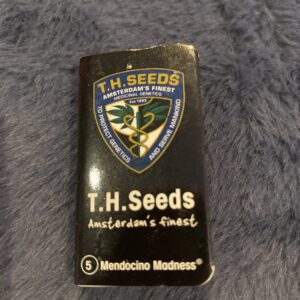 T.H.SEEDS
AMSTERDAM'S FINEST
MEDICINAL GENETICS
Est 1993
TO PROTECT GENETICS
AND SERVE MANKIND
T.H.Seeds
Amsterdam's finest
5 Mendocino Madness®